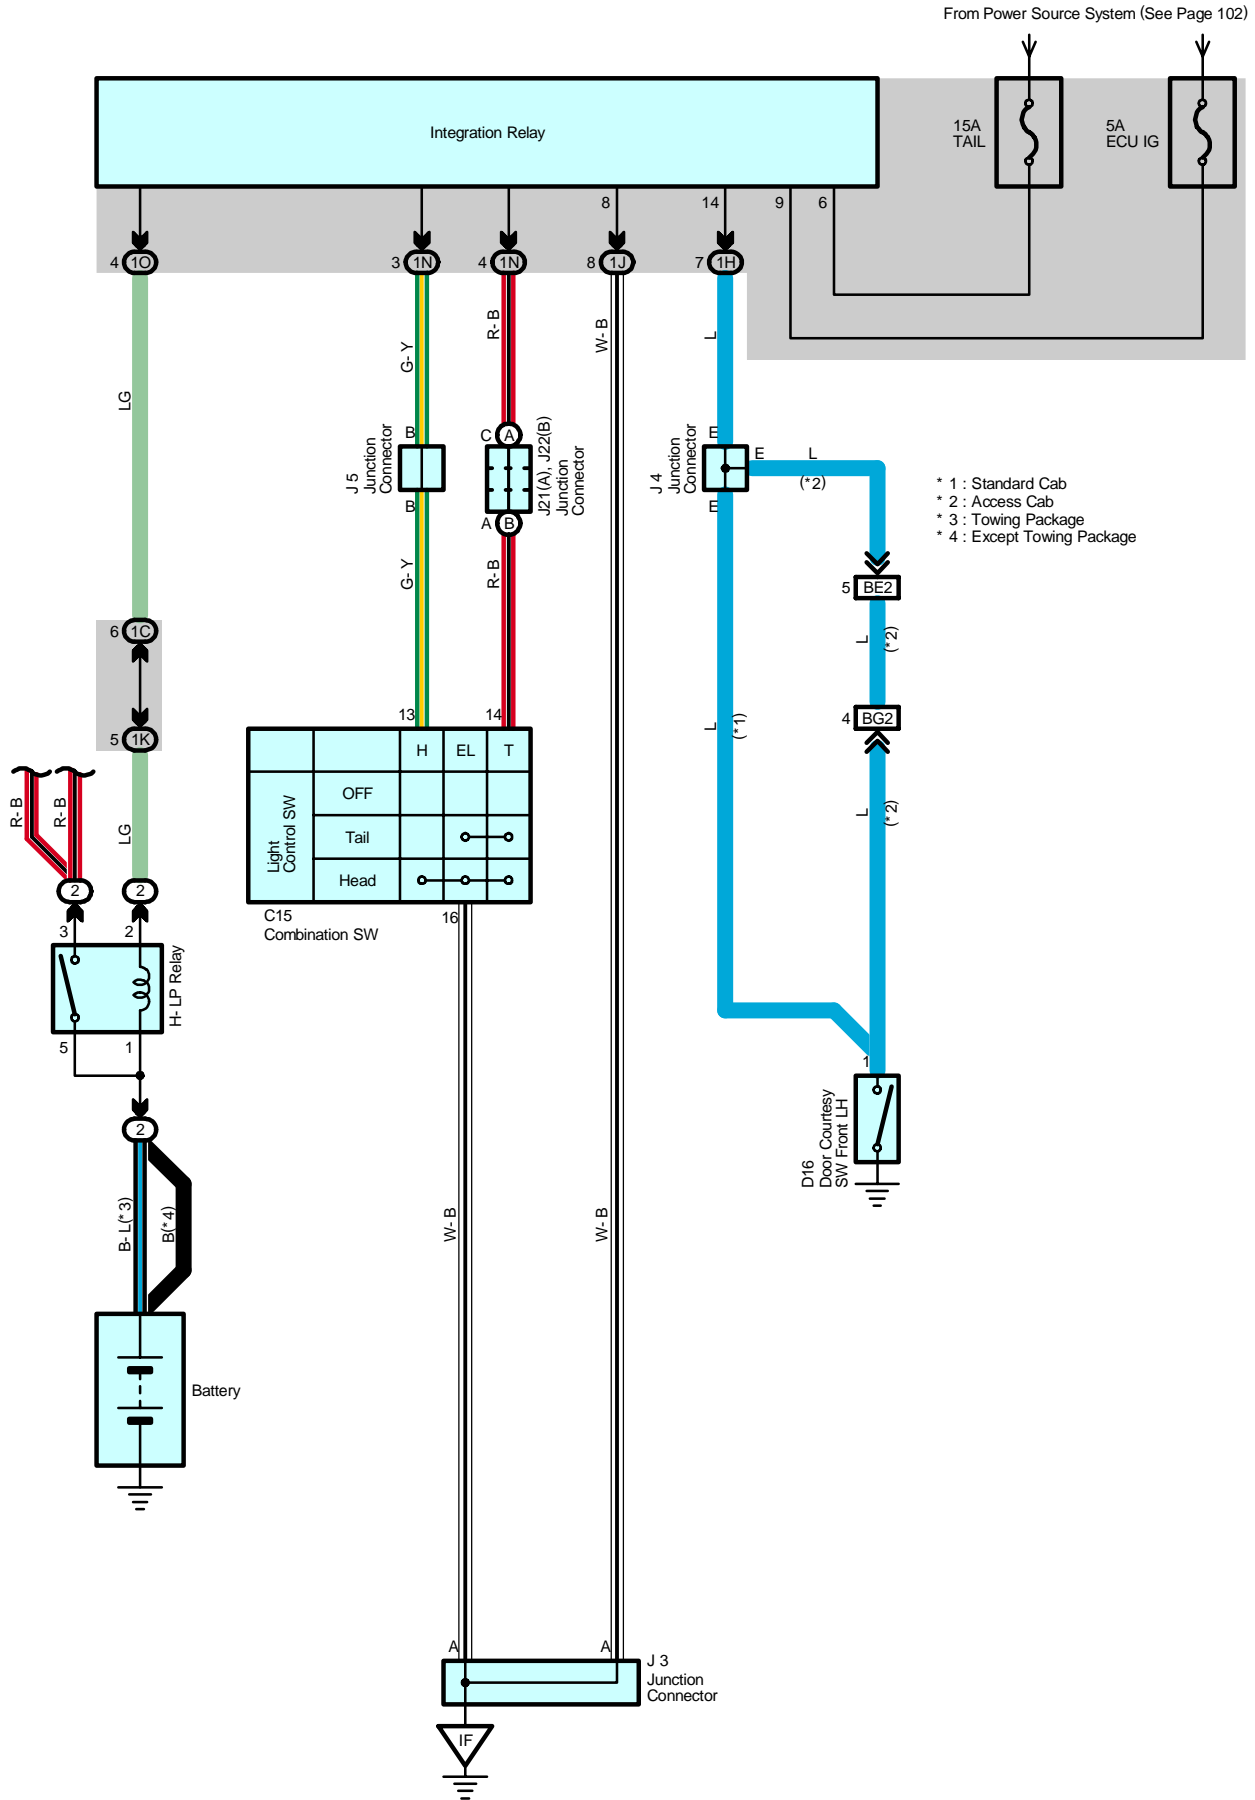 From Power Source System (See Page 102)
Integration Relay
15A
TAIL
5A
ECU IG
8
14
9
6
4
1O
3
1N
4
1N
8
1J
7
1H
LG
G- Y
R- B
W- B
L
B
J 5
Junction
Connector
B
C
A
J21(A), J22(B)
Junction
Connector
A
B
E
J 4
Junction
Connector
E
E
L
(* 2)
* 1 : Standard Cab
* 2 : Access Cab
* 3 : Towing Package
* 4 : Except Towing Package
G- Y
R- B
5
BE2
L
(* 2)
6
1C
5
1K
4
BG2
L
(* 1)
L
(* 2)
13
14
H
EL
T
Light
Control SW
OFF
Tail
Head
C15
Combination SW
16
R- B
R- B
LG
2
2
3
2
H- LP Relay
5
1
2
1
D16
Door Courtesy
SW Front LH
B- L(* 3)
B(* 4)
W- B
W- B
Battery
A
A
J 3
Junction
Connector
IF